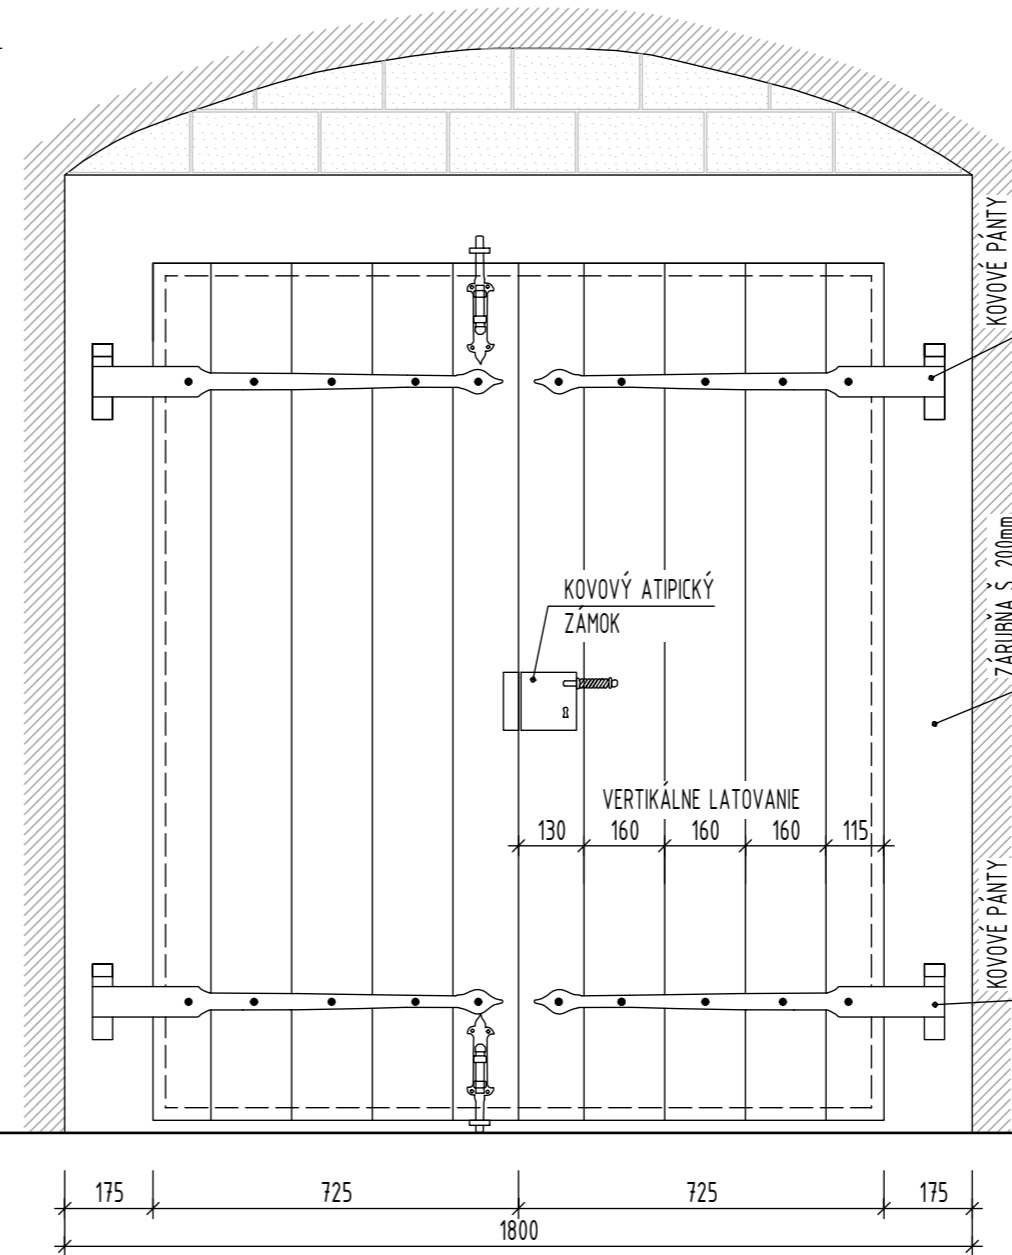 KOVOVÉ PÁNTY
ZÁRUBŇA Š. 200mm
KOVOVÝ ATIPICKÝ
ZÁMOK
VERTIKÁLNE LATOVANIE
130 160 160 160 115
KOVOVÉ PÁNTY
175 725 725 175
1800